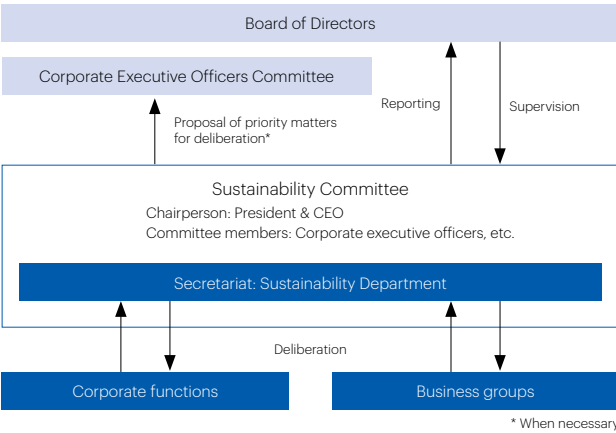 Board of Directors
Corporate Executive Officers Committee
Reporting
Supervision
Proposal of priority matters
for deliberation*
Sustainability Committee
Chairperson: President & CEO
Committee members: Corporate executive officers, etc.
Secretariat: Sustainability Department
Deliberation
Corporate functions
Business groups
* When necessary